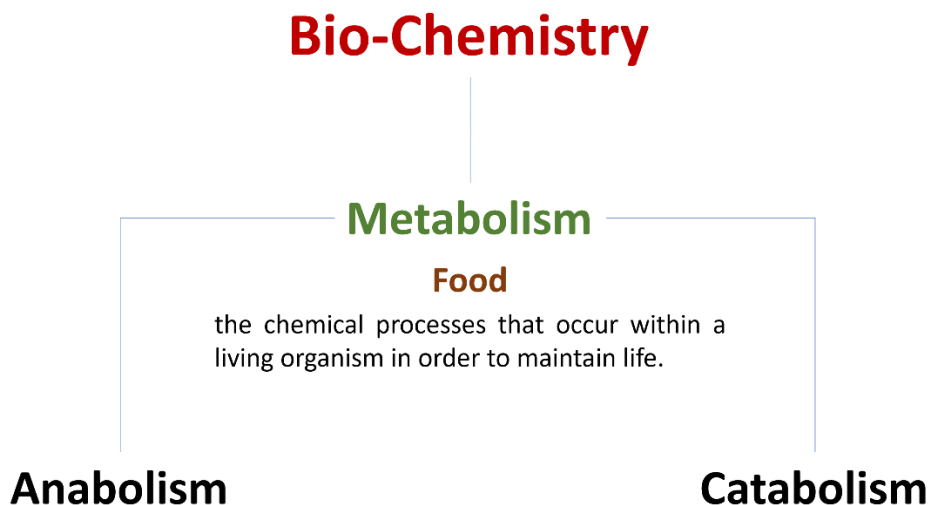 Bio-Chemistry
Metabolism
Food
the chemical processes that occur within a
living organism in order to maintain life.
Anabolism
Catabolism